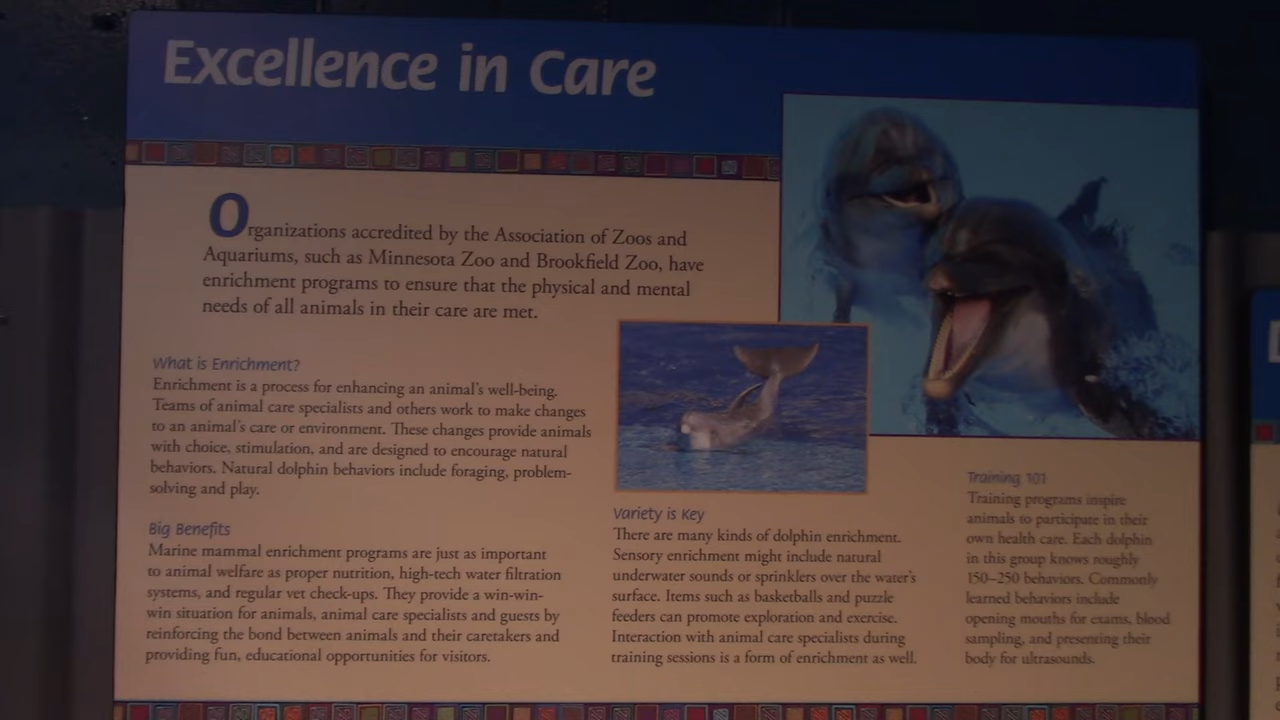 Excellence in Care
Organizations accredited by the Association of Zoos and
Aquariums, such as Minnesota Zoo and Brookfield Zoo, have
enrichment programs to ensure that the physical and mental
needs of all animals in their care are met.
What is Enrichment?
Enrichment is a process for enhancing an animal's well-being.
Teams of animal care specialists and others work to make changes
to an animal's care or environment. These changes provide animals
with choice, stimulation, and are designed to encourage natural
behaviors. Natural dolphin behaviors include foraging, problem-
solving and play.
Big Benefits
Marine mammal enrichment programs are just as important
to animal welfare as proper nutrition, high-tech water filtration
systems, and regular vet check-ups. They provide a win-win-
win situation for animals, animal care specialists and guests by
reinforcing the bond between animals and their caretakers and
providing fun, educational opportunities for visitors.
Variety is Key
There are many kinds of dolphin enrichment.
Sensory enrichment might include natural
underwater sounds or sprinklers over the water's
surface. Items such as basketballs and puzzle
feeders can promote exploration and exercise.
Interaction with animal care specialists during
training sessions is a form of enrichment as well.
Training 101
Training programs inspire
animals to participate in their
own health care. Each dolphin
in this group knows roughly
150–250 behaviors. Commonly
learned behaviors include
opening mouths for exams, blood
sampling, and presenting their
body for ultrasounds.